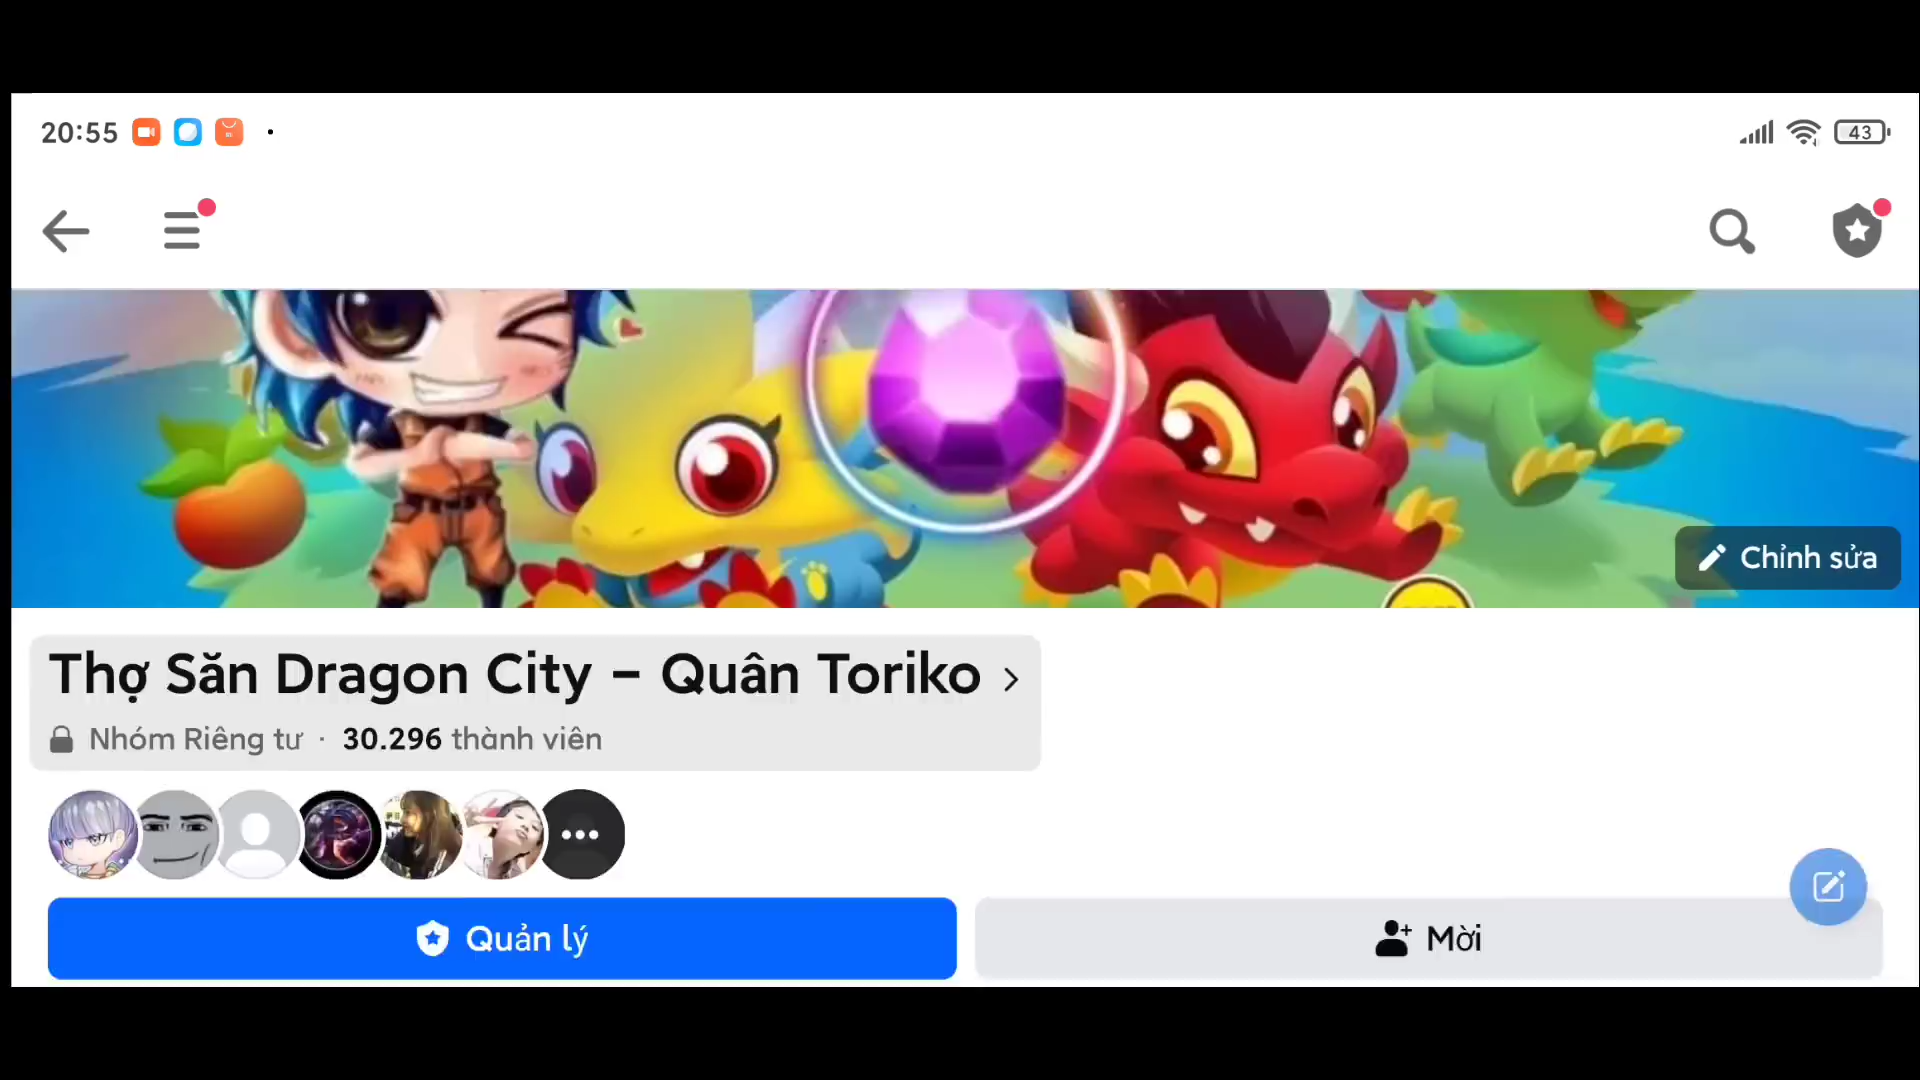 20:55
43
Chỉnh sửa
Thợ Săn Dragon City – Quân Toriko
Nhóm Riêng tư · 30.296 thành viên
Quản lý
Mời